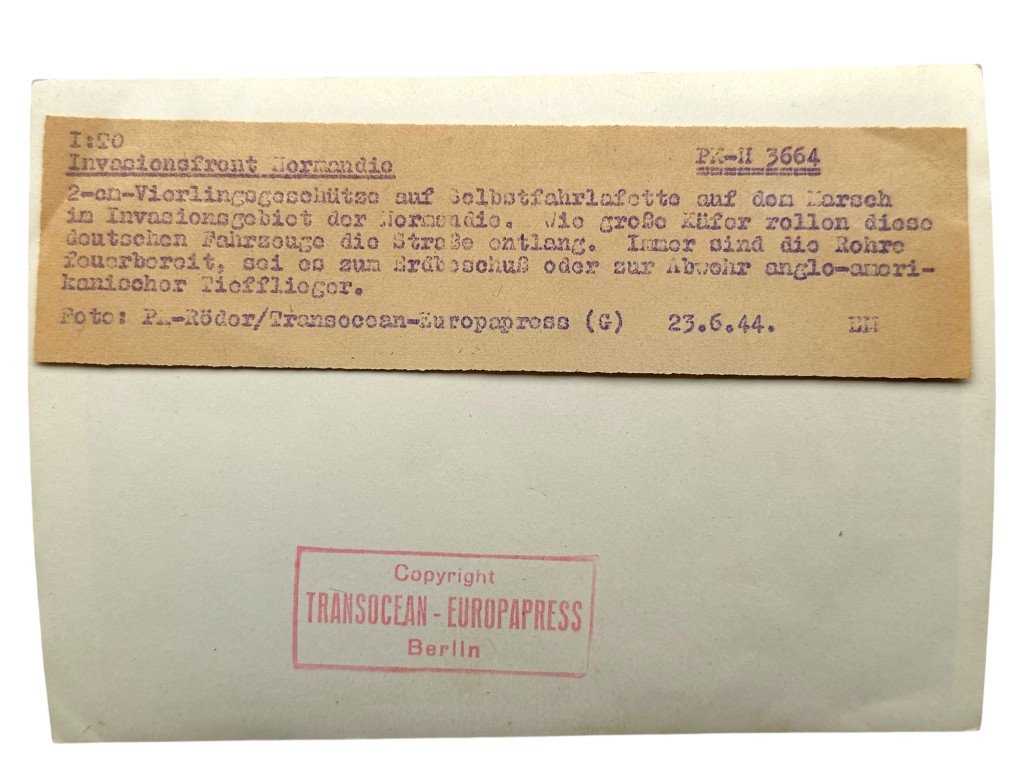 I:TO
Invasionsfront Normandie PK-H 3664
2-cm-Vierlingsgeschütze auf Selbstfahrlafette auf dem Marsch
im Invasionsgebiet der Normandie. Wie große Käfer rollen diese
deutschen Fahrzeuge die Straße entlang. Immer sind die Rohre
feuerbereit, sei es zum Erdbeschuß oder zur Abwehr anglo-ameri-
kanischer Tiefflieger.
Foto: PK-Röder/Transocean-Europapress (G) 23.6.44.
Copyright
TRANSOCEAN - EUROPAPRESS
Berlin